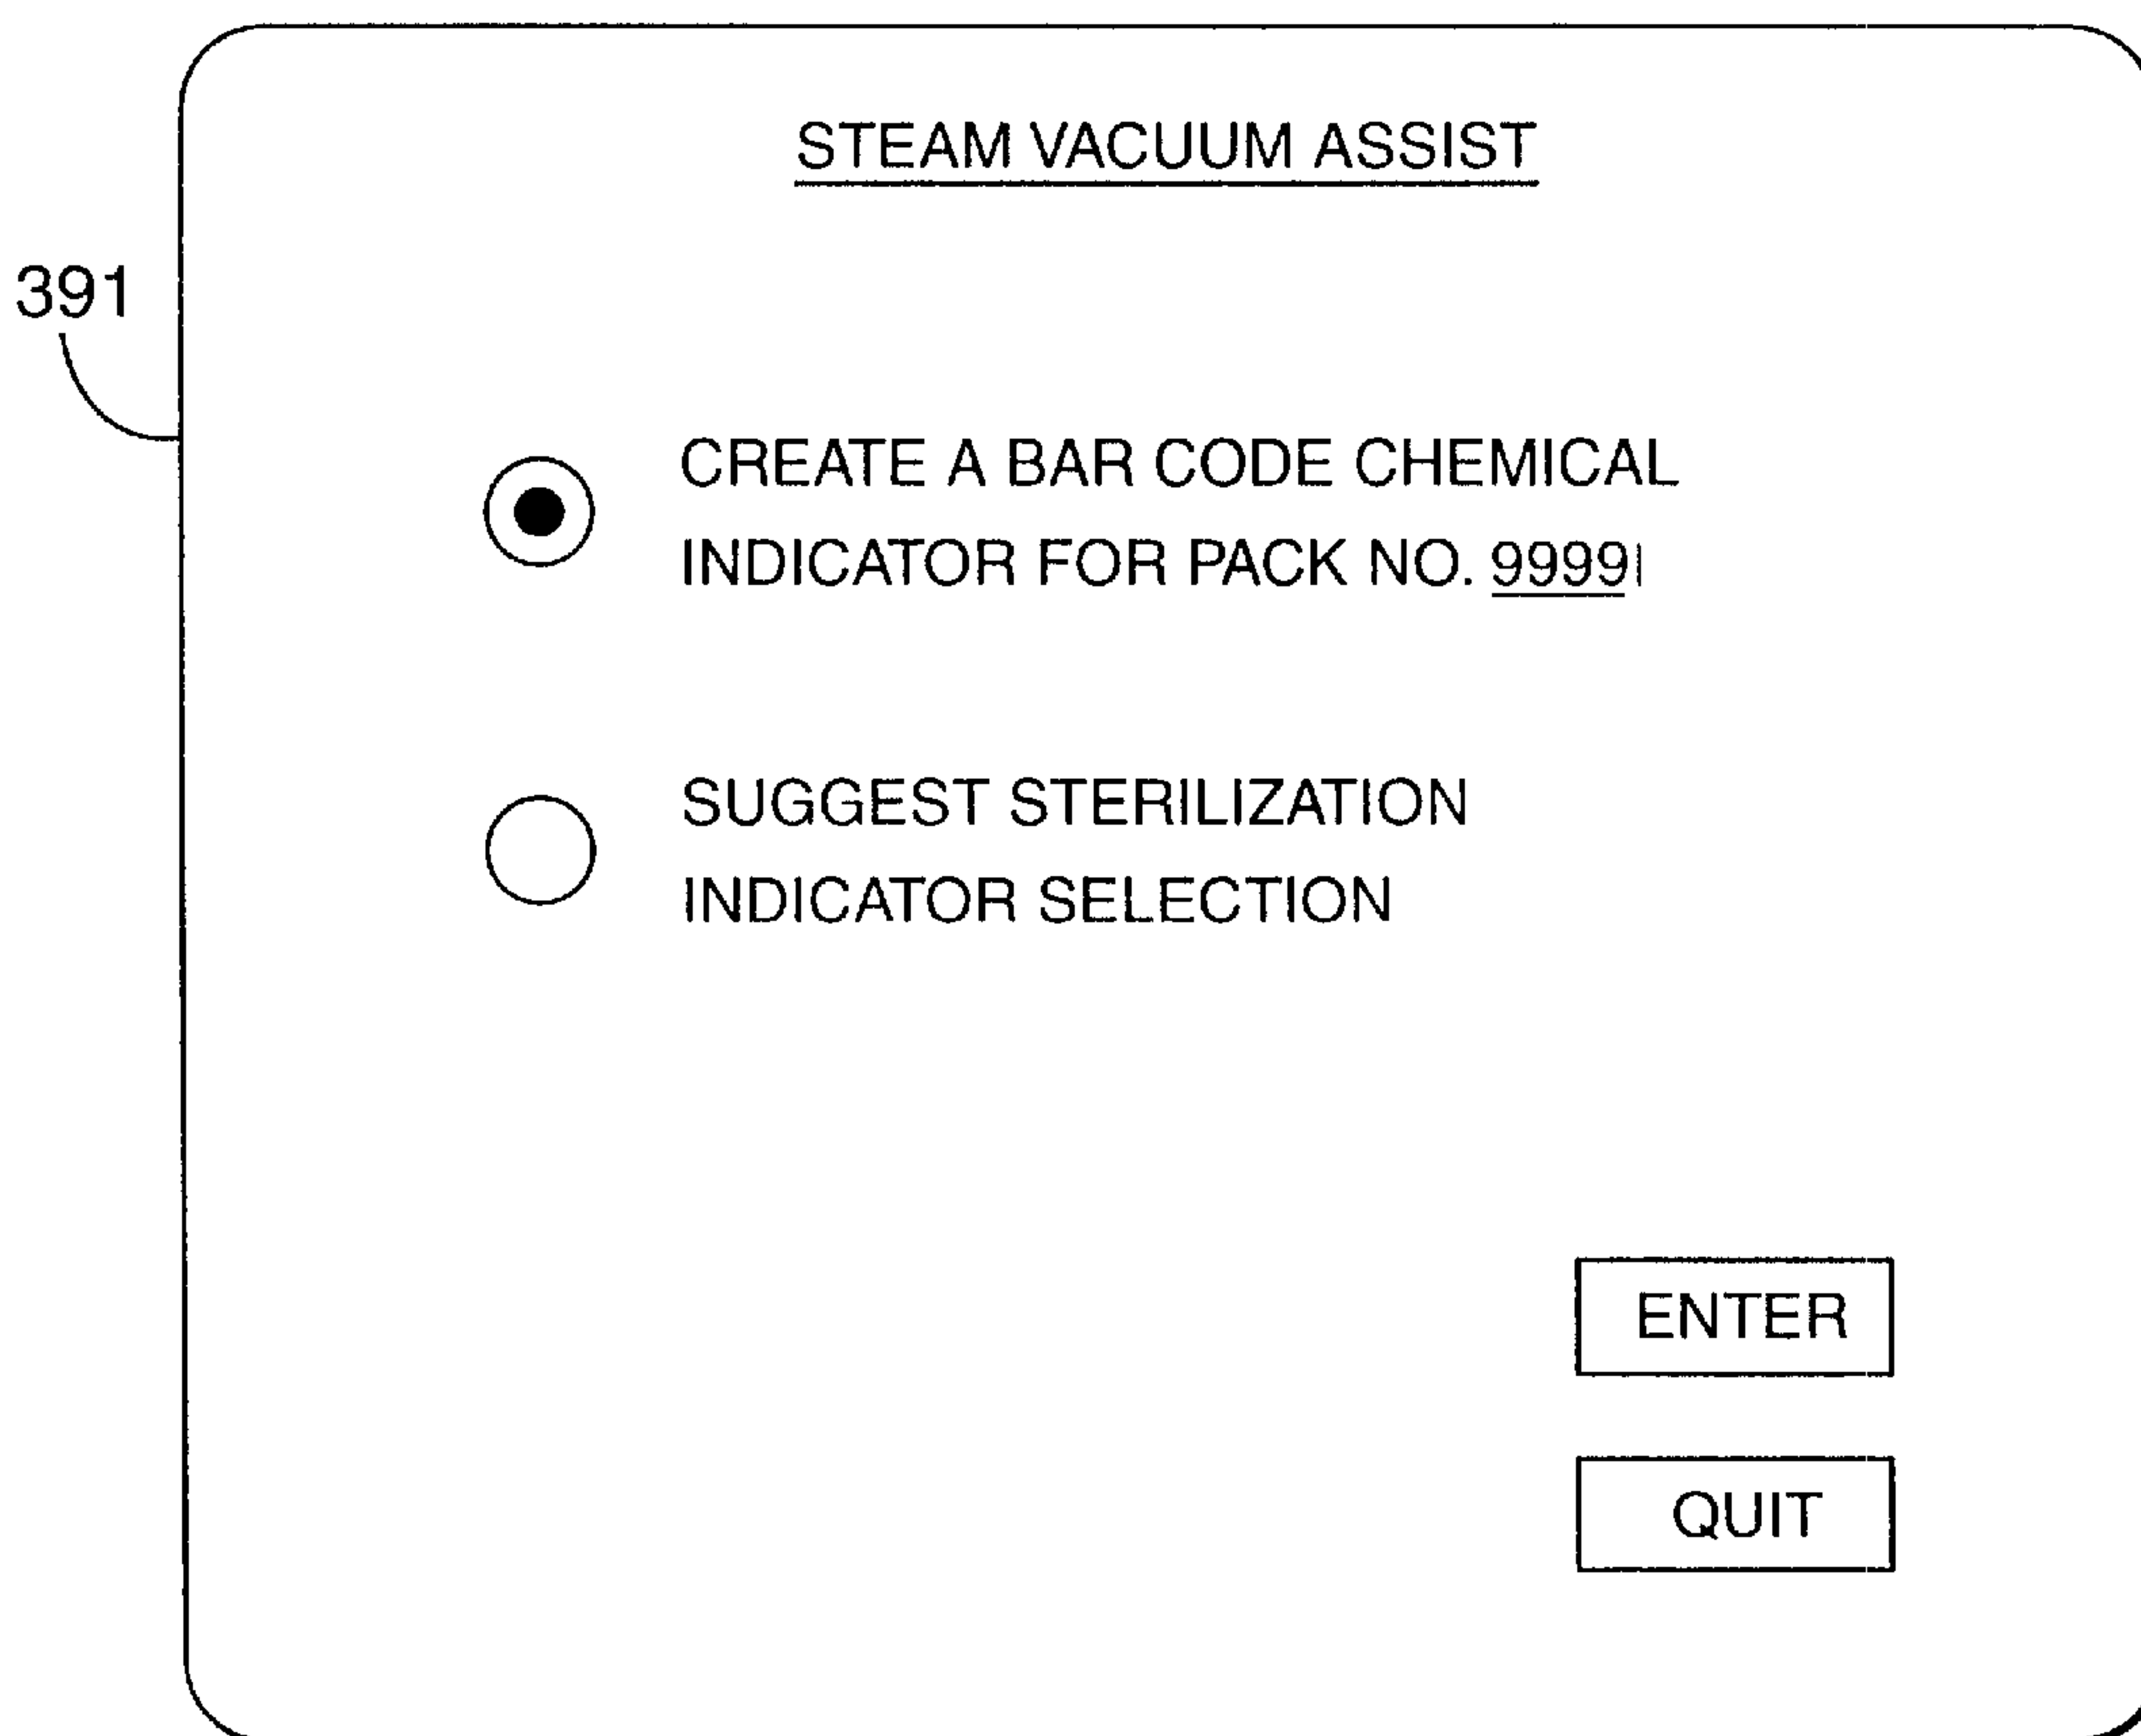 STEAM VACUUM ASSIST
391
CREATE A BAR CODE CHEMICAL
INDICATOR FOR PACK NO. 9999|
SUGGEST STERILIZATION
INDICATOR SELECTION
ENTER
QUIT